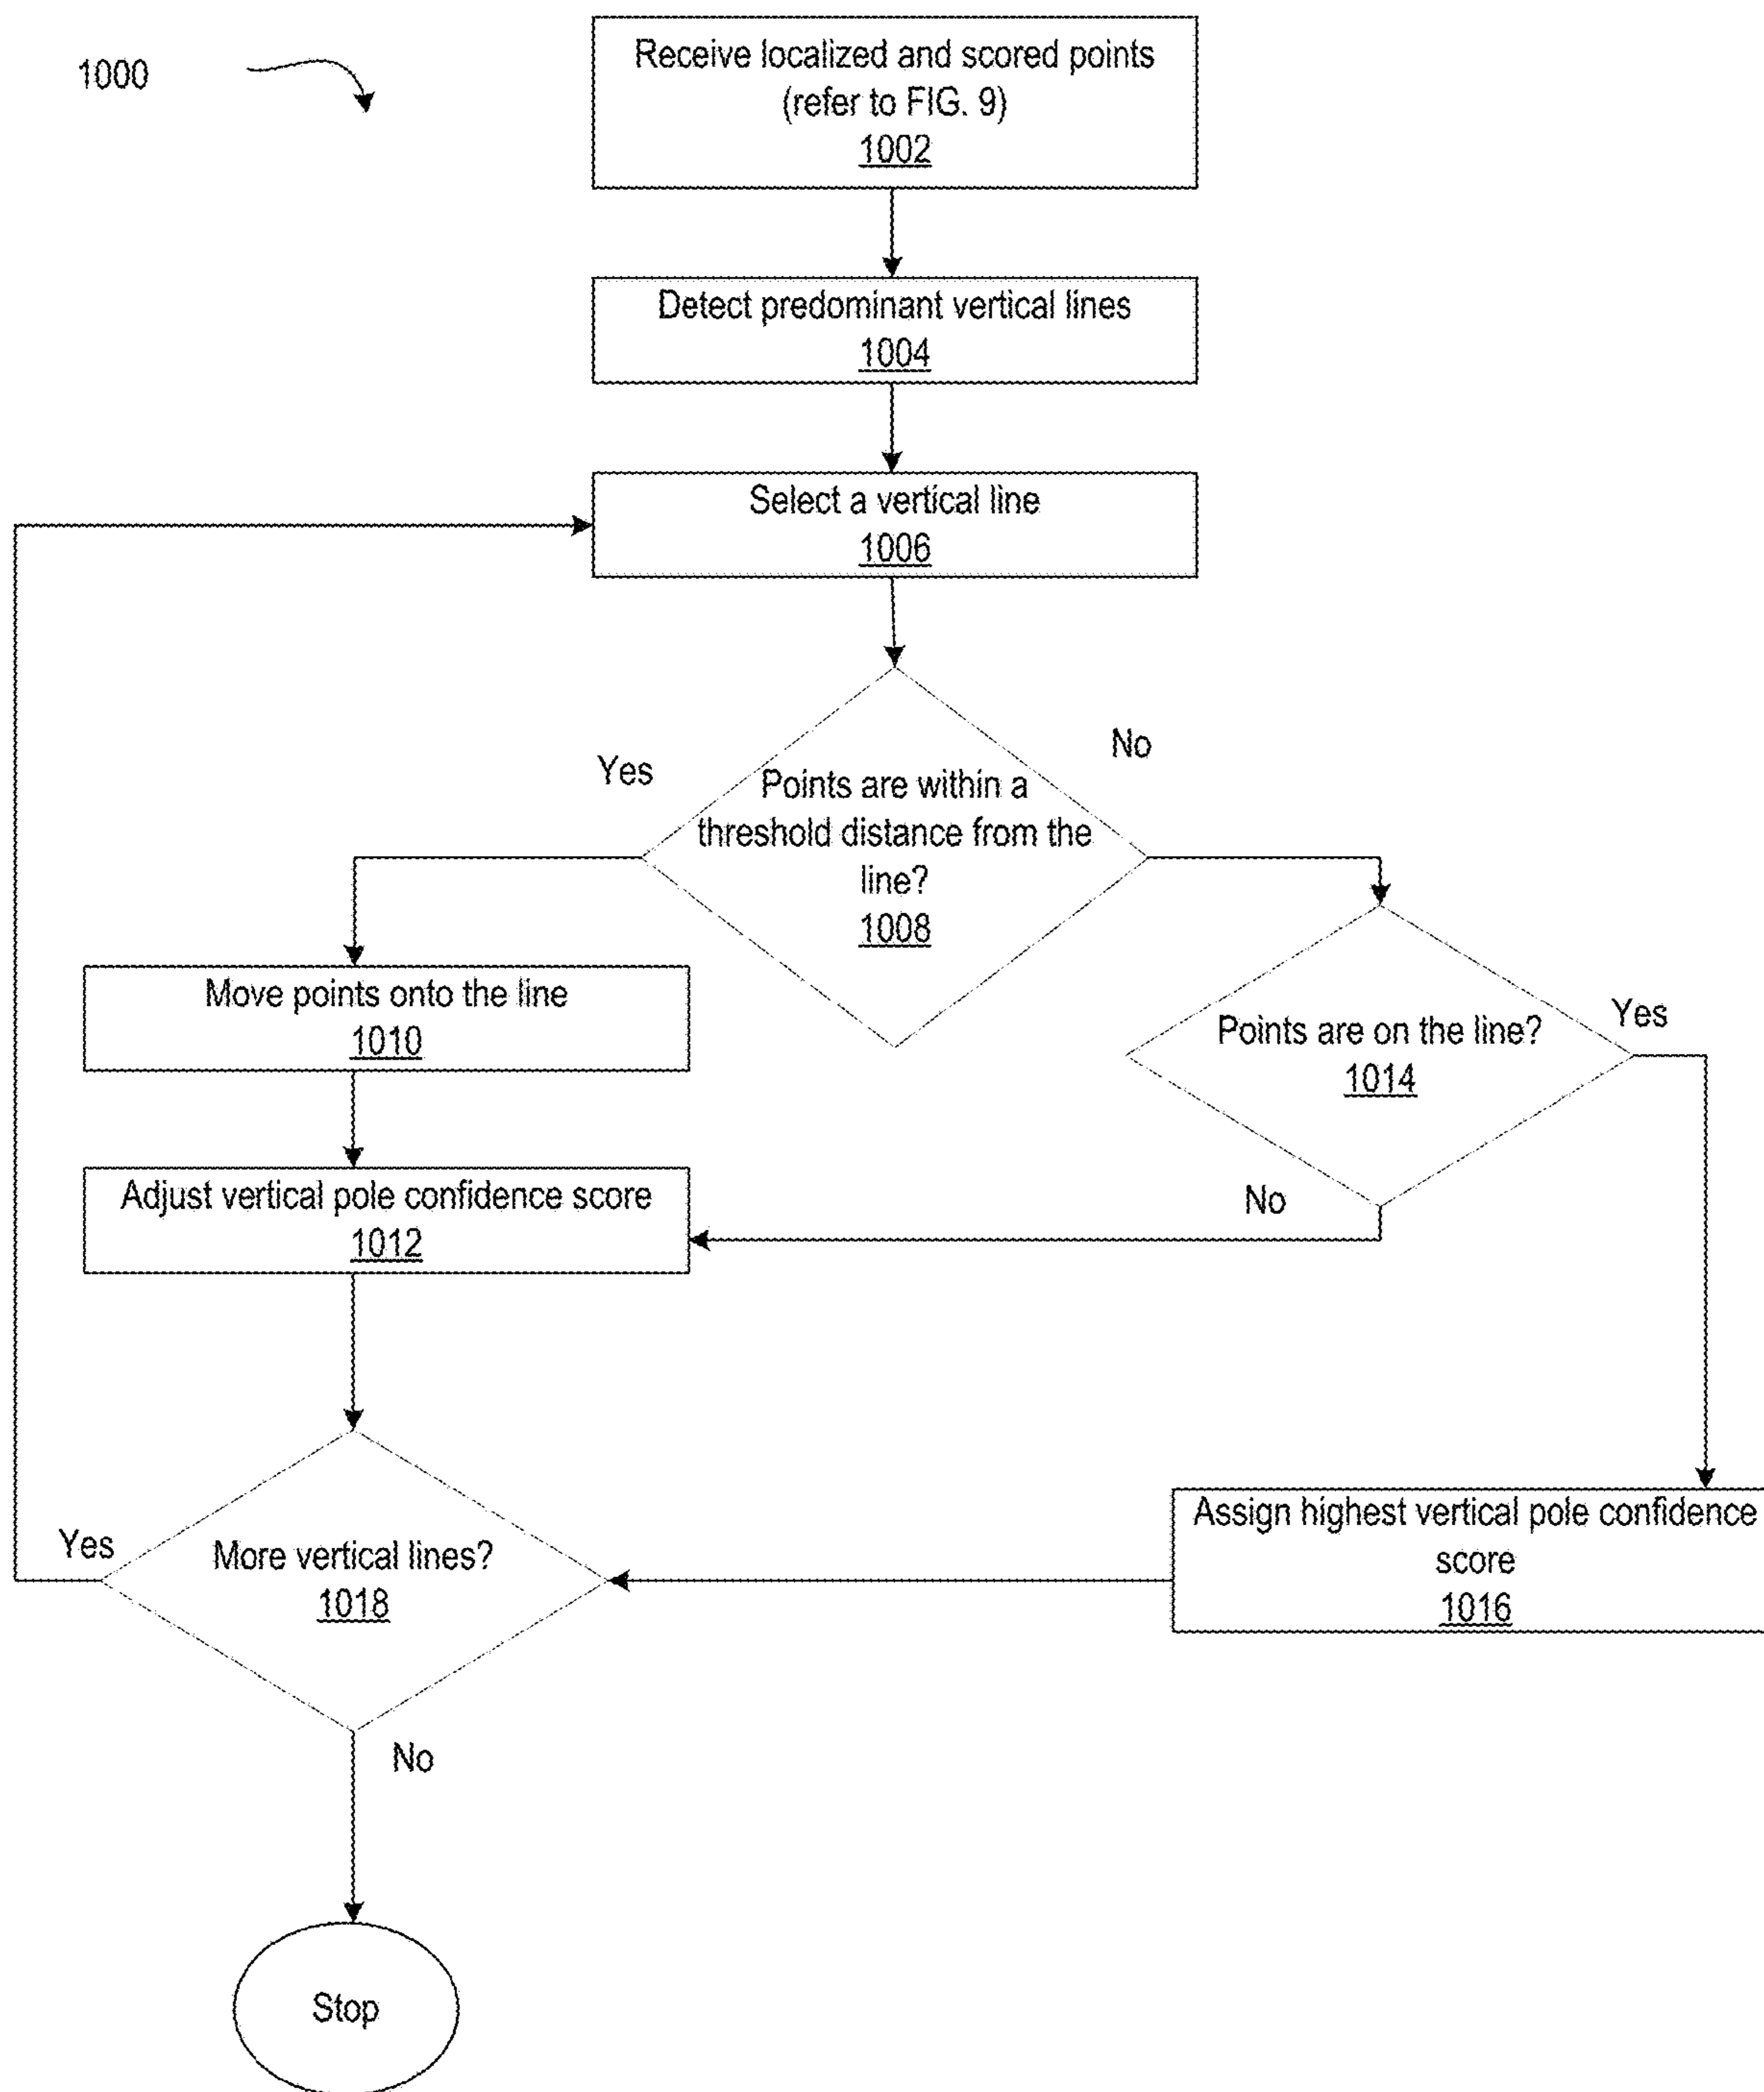 1000
Receive localized and scored points
(refer to FIG. 9)
1002
Detect predominant vertical lines
1004
Select a vertical line
1006
Yes
No
Points are within a
threshold distance from the
line?
1008
Move points onto the line
1010
Points are on the line?
1014
Yes
Adjust vertical pole confidence score
1012
No
Assign highest vertical pole confidence
score
1016
Yes
More vertical lines?
1018
No
Stop